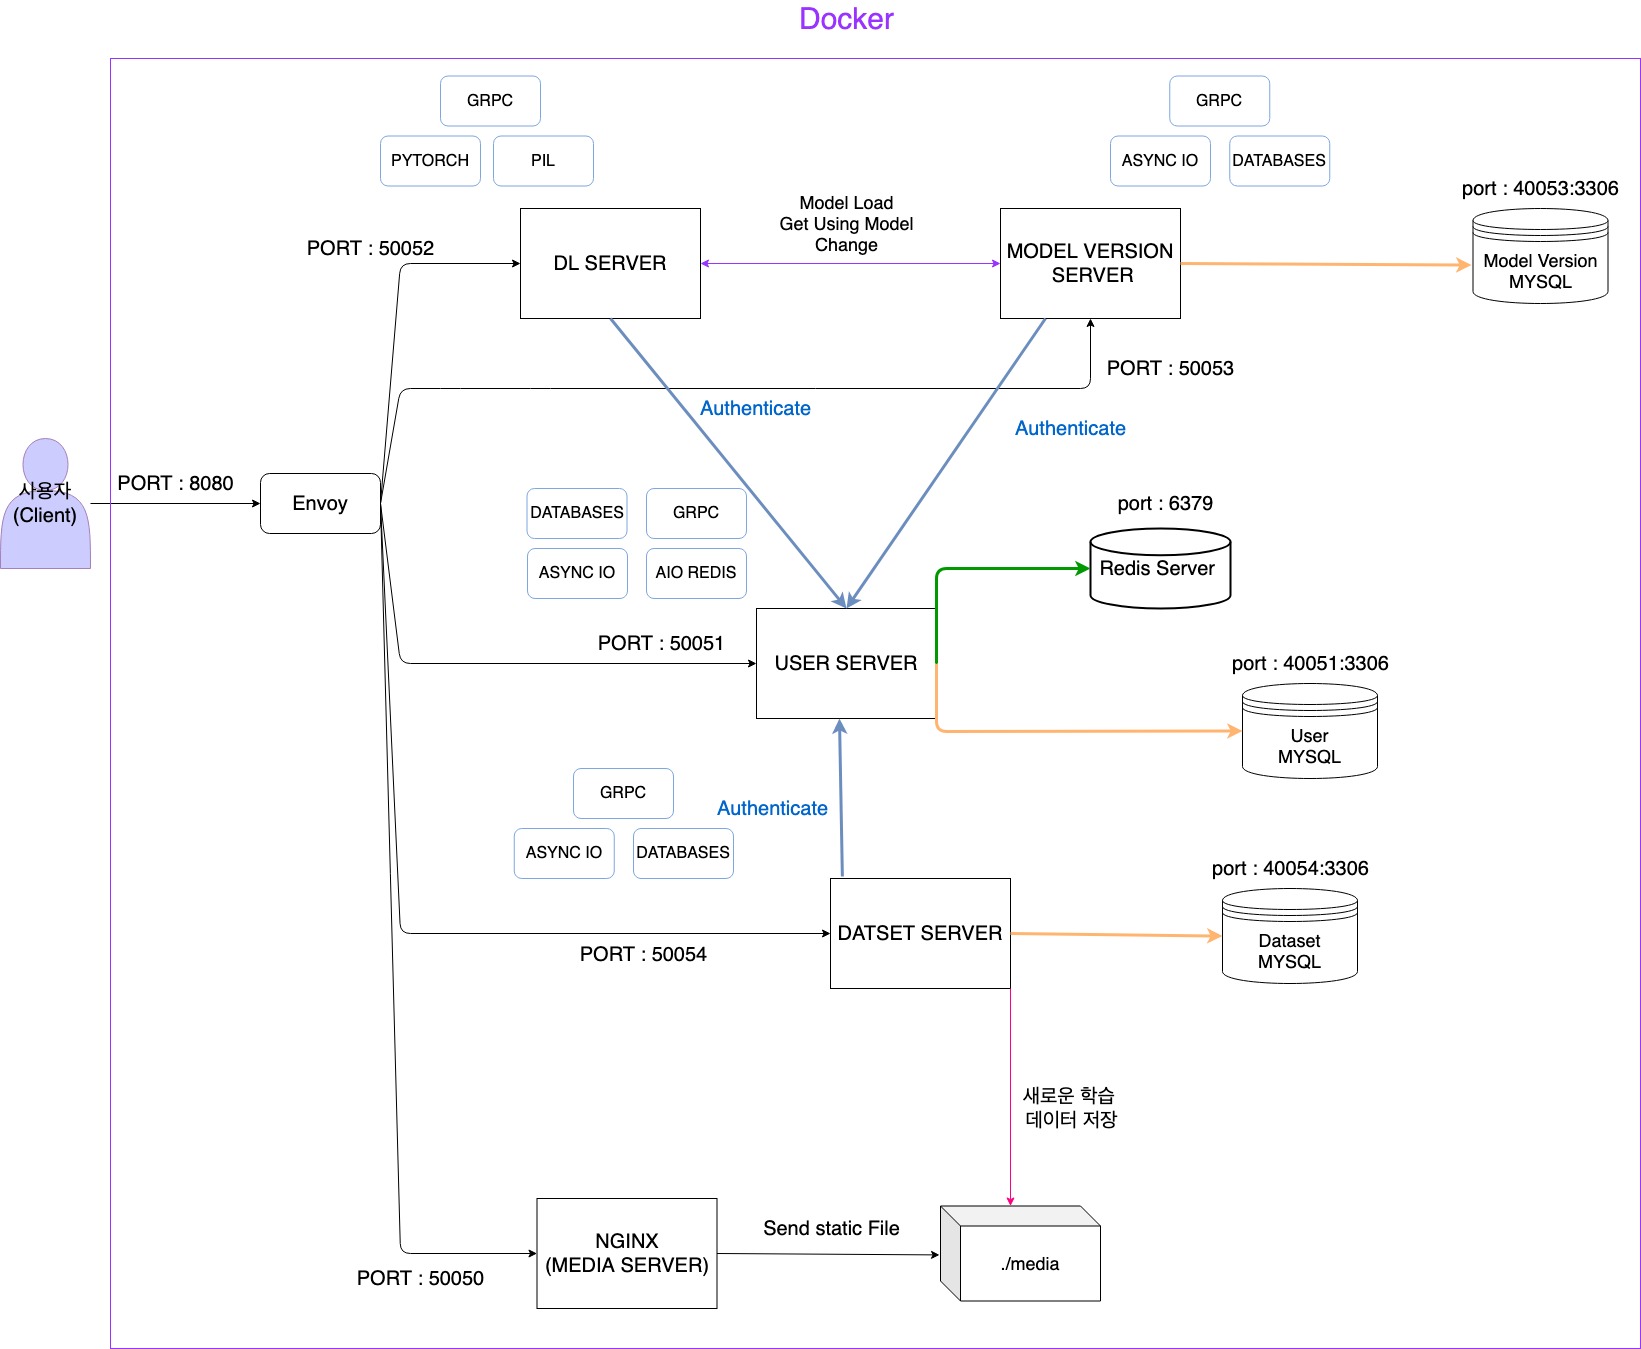 Docker
GRPC
PYTORCH
PIL
GRPC
ASYNC IO
DATABASES
port : 40053:3306
Model Version
MYSQL
PORT : 50052
DL SERVER
Model Load
Get Using Model
Change
MODEL VERSION
SERVER
PORT : 50053
Authenticate
Authenticate
사용자
(Client)
PORT : 8080
Envoy
DATABASES
GRPC
ASYNC IO
AIO REDIS
port : 6379
Redis Server
PORT : 50051
USER SERVER
port : 40051:3306
User
MYSQL
GRPC
ASYNC IO
DATABASES
Authenticate
port : 40054:3306
Dataset
MYSQL
DATSET SERVER
PORT : 50054
새로운 학습
데이터 저장
NGINX
(MEDIA SERVER)
PORT : 50050
Send static File
./media